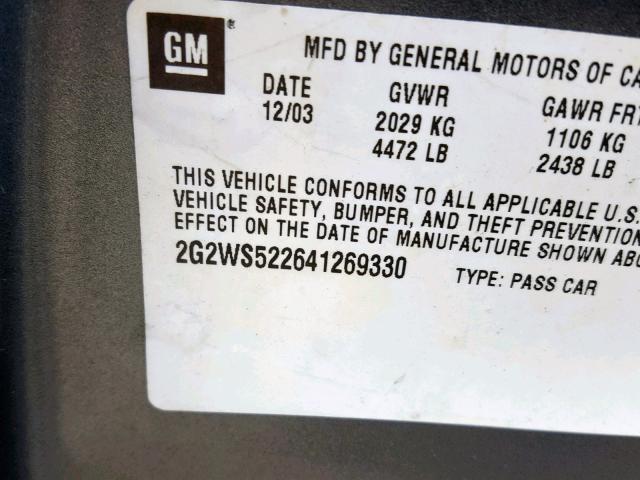 GM®
MFD BY GENERAL MOTORS OF CA
DATE GVWR GAWR FRT
12/03 2029 KG 1106 KG
4472 LB 2438 LB
THIS VEHICLE CONFORMS TO ALL APPLICABLE U.S.
VEHICLE SAFETY, BUMPER, AND THEFT PREVENTION
EFFECT ON THE DATE OF MANUFACTURE SHOWN ABO
2G2WS522641269330 TYPE: PASS CAR